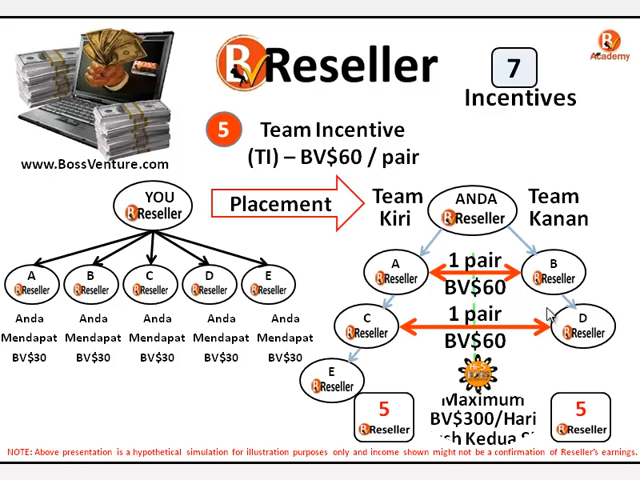 Reseller
7
Incentives
Academy
5
Team Incentive
(TI) – BV$60 / pair
www.BossVenture.com
YOU
Reseller
Placement
Team
Kiri
ANDA
Reseller
Team
Kanan
A
Reseller
B
Reseller
C
Reseller
D
Reseller
E
Reseller
Anda
Mendapat
BV$30
Anda
Mendapat
BV$30
Anda
Mendapat
BV$30
Anda
Mendapat
BV$30
Anda
Mendapat
BV$30
A
Reseller
1 pair
BV$60
B
Reseller
C
Reseller
1 pair
BV$60
D
Reseller
E
Reseller
5
Reseller
Maximum
BV$300/Hari
Kedua
5
Reseller
NOTE: Above presentation is a hypothetical simulation for illustration purposes only and income shown might not be a confirmation of Reseller's earnings.